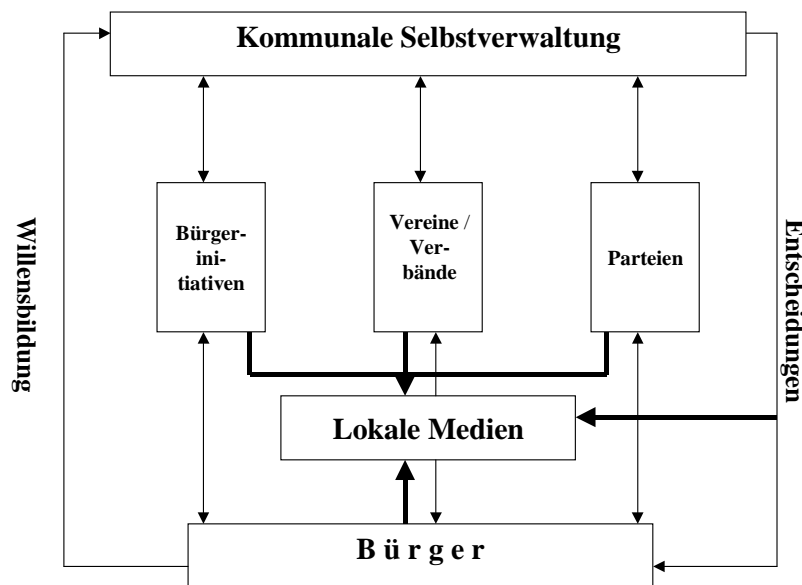 Kommunale Selbstverwaltung
Willensbildung
Bürger-
ini-
tiativen
Vereine /
Ver-
bände
Parteien
Entscheidungen
Lokale Medien
B ü r g e r